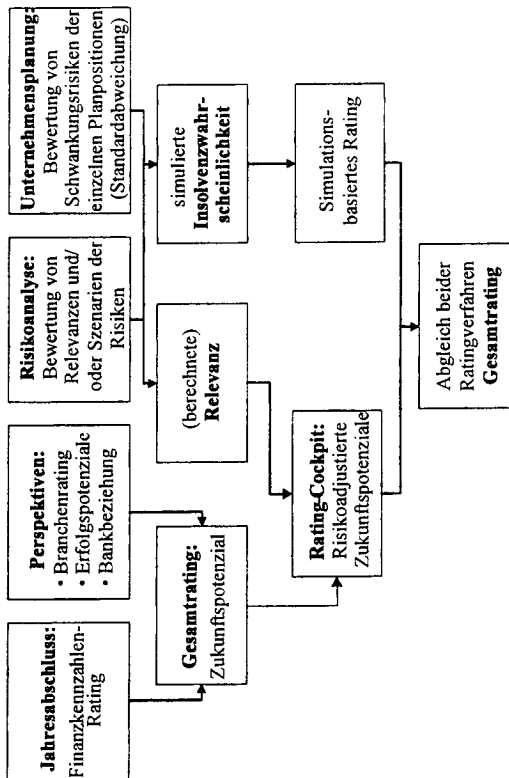 Jahresabschluss:
Finanzkennzahlen-
Rating
Perspektiven:
• Branchenrating
• Erfolgspotenziale
• Bankbeziehung
Risikoanalyse:
Bewertung von
Relevanzen und/
oder Szenarien der
Risiken
Unternehmensplanung:
Bewertung von
Schwankungsrisiken der
einzelnen Planpositionen
(Standardabweichung)
Gesamtrating:
Zukunftspotenzial
(berechnete)
Relevanz
simulierte
Insolvenzwahr-
scheinlichkeit
Rating-Cockpit:
Risikoadjustierte
Zukunftspotenziale
Simulations-
basiertes Rating
Abgleich beider
Ratingverfahren
Gesamtrating